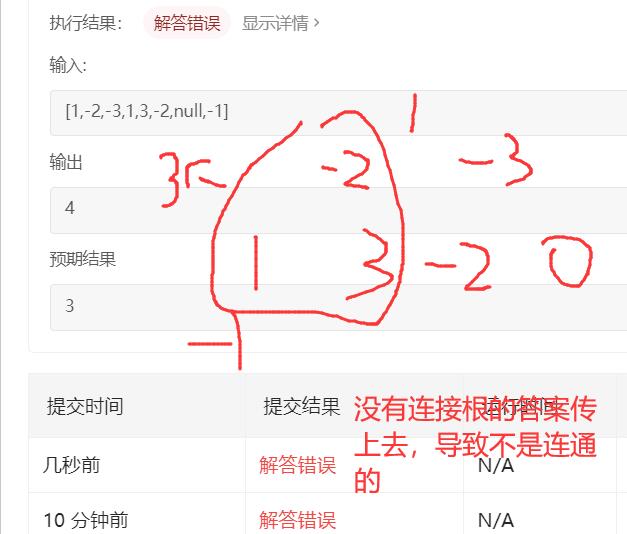 执行结果： 解答错误 显示详情 ›
输入:
[1,-2,-3,1,3,-2,null,-1]
1
-2 -3
输出
4
1 3 -2 0
预期结果
3
-1
提交时间 提交结果 运行时间
没有连接根的答案传
上去，导致不是连通
的
几秒前 解答错误 N/A
10 分钟前 解答错误 N/A